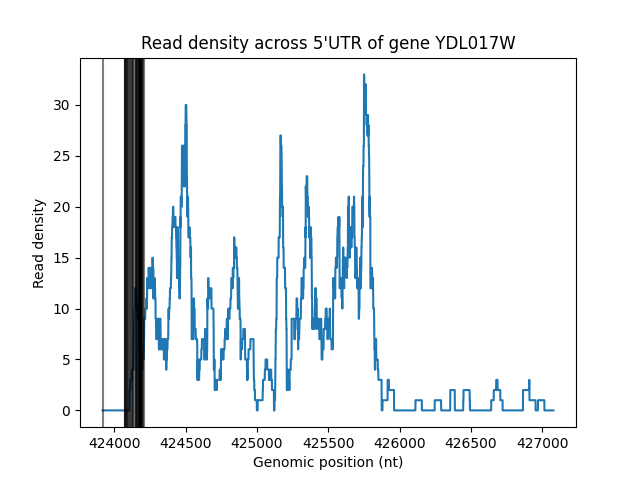 Read density across 5'UTR of gene YDL017W
30
25
20
15
10
5
0
Read density
424000 424500 425000 425500 426000 426500 427000
Genomic position (nt)